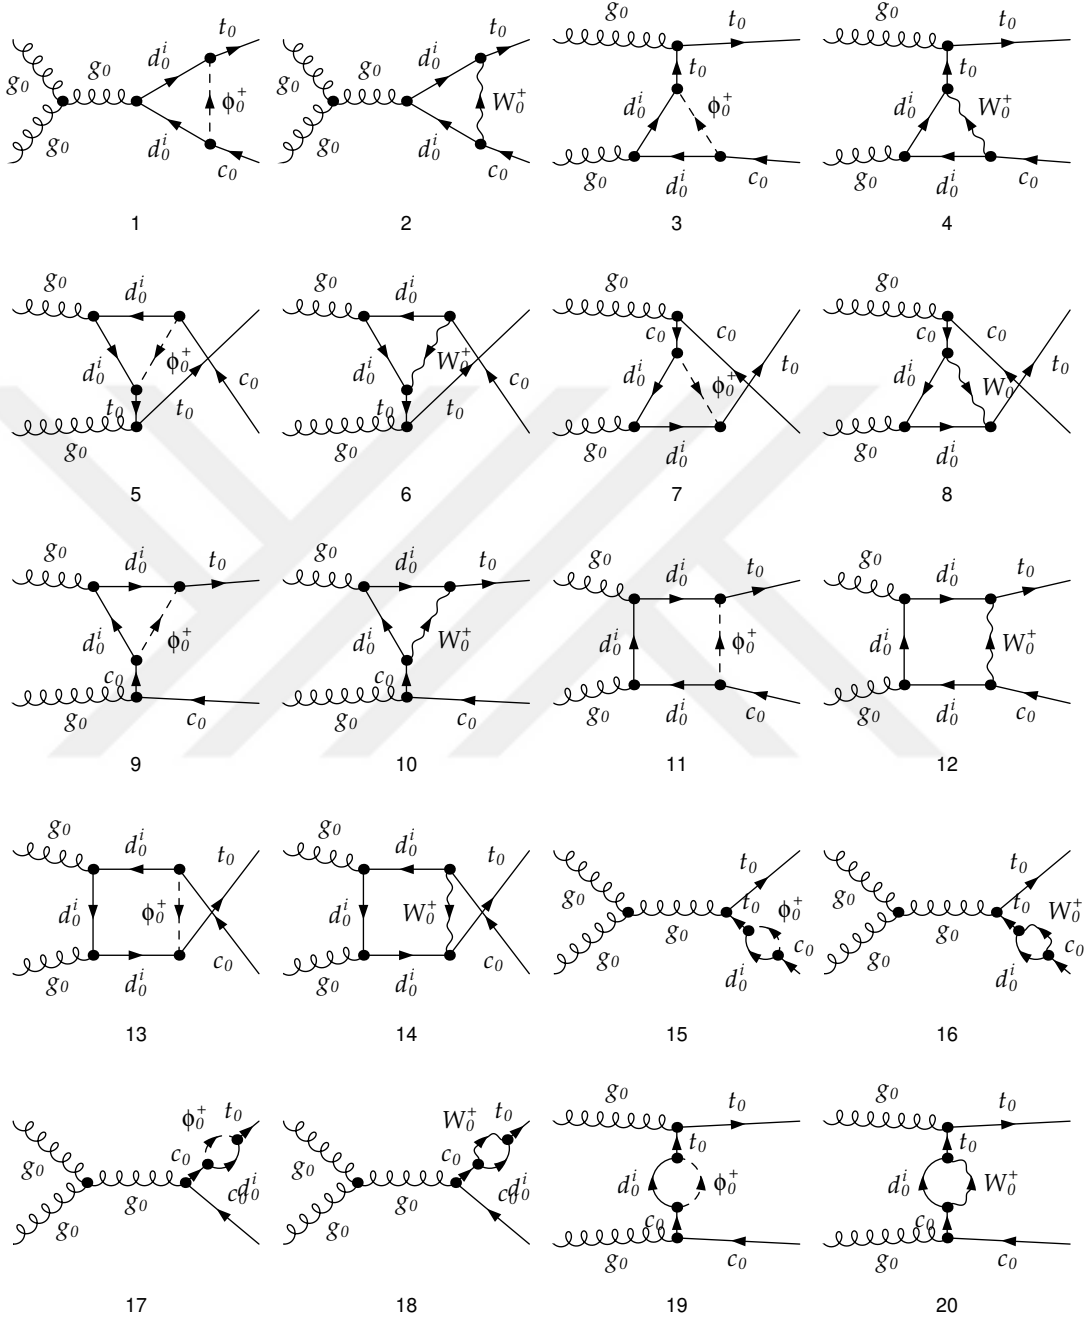 g₀ g₀ g₀ d₀ⁱ d₀ⁱ t₀ ϕ₀⁺ c₀
1
g₀ g₀ g₀ d₀ⁱ d₀ⁱ t₀ W₀⁺ c₀
2
g₀ t₀ t₀ d₀ⁱ ϕ₀⁺ g₀ d₀ⁱ c₀
3
g₀ t₀ t₀ d₀ⁱ W₀⁺ g₀ d₀ⁱ c₀
4
g₀ d₀ⁱ d₀ⁱ ϕ₀⁺ t₀ t₀ c₀ g₀
5
g₀ d₀ⁱ d₀ⁱ W₀⁺ t₀ t₀ c₀ g₀
6
g₀ c₀ c₀ d₀ⁱ ϕ₀⁺ t₀ g₀ d₀ⁱ
7
g₀ c₀ c₀ d₀ⁱ W₀⁺ t₀ g₀ d₀ⁱ
8
g₀ d₀ⁱ t₀ d₀ⁱ ϕ₀⁺ c₀ g₀ c₀
9
g₀ d₀ⁱ t₀ d₀ⁱ W₀⁺ c₀ g₀ c₀
10
g₀ d₀ⁱ t₀ d₀ⁱ ϕ₀⁺ g₀ d₀ⁱ c₀
11
g₀ d₀ⁱ t₀ d₀ⁱ W₀⁺ g₀ d₀ⁱ c₀
12
g₀ d₀ⁱ t₀ d₀ⁱ ϕ₀⁺ g₀ d₀ⁱ c₀
13
g₀ d₀ⁱ t₀ d₀ⁱ W₀⁺ g₀ d₀ⁱ c₀
14
g₀ g₀ g₀ t₀ t₀ ϕ₀⁺ c₀ d₀ⁱ
15
g₀ g₀ g₀ t₀ t₀ W₀⁺ c₀ d₀ⁱ
16
g₀ g₀ g₀ ϕ₀⁺ t₀ c₀ c₀ d₀ⁱ
17
g₀ g₀ g₀ W₀⁺ t₀ c₀ c₀ d₀ⁱ
18
g₀ t₀ t₀ d₀ⁱ ϕ₀⁺ c₀ g₀ c₀
19
g₀ t₀ t₀ d₀ⁱ W₀⁺ c₀ g₀ c₀
20